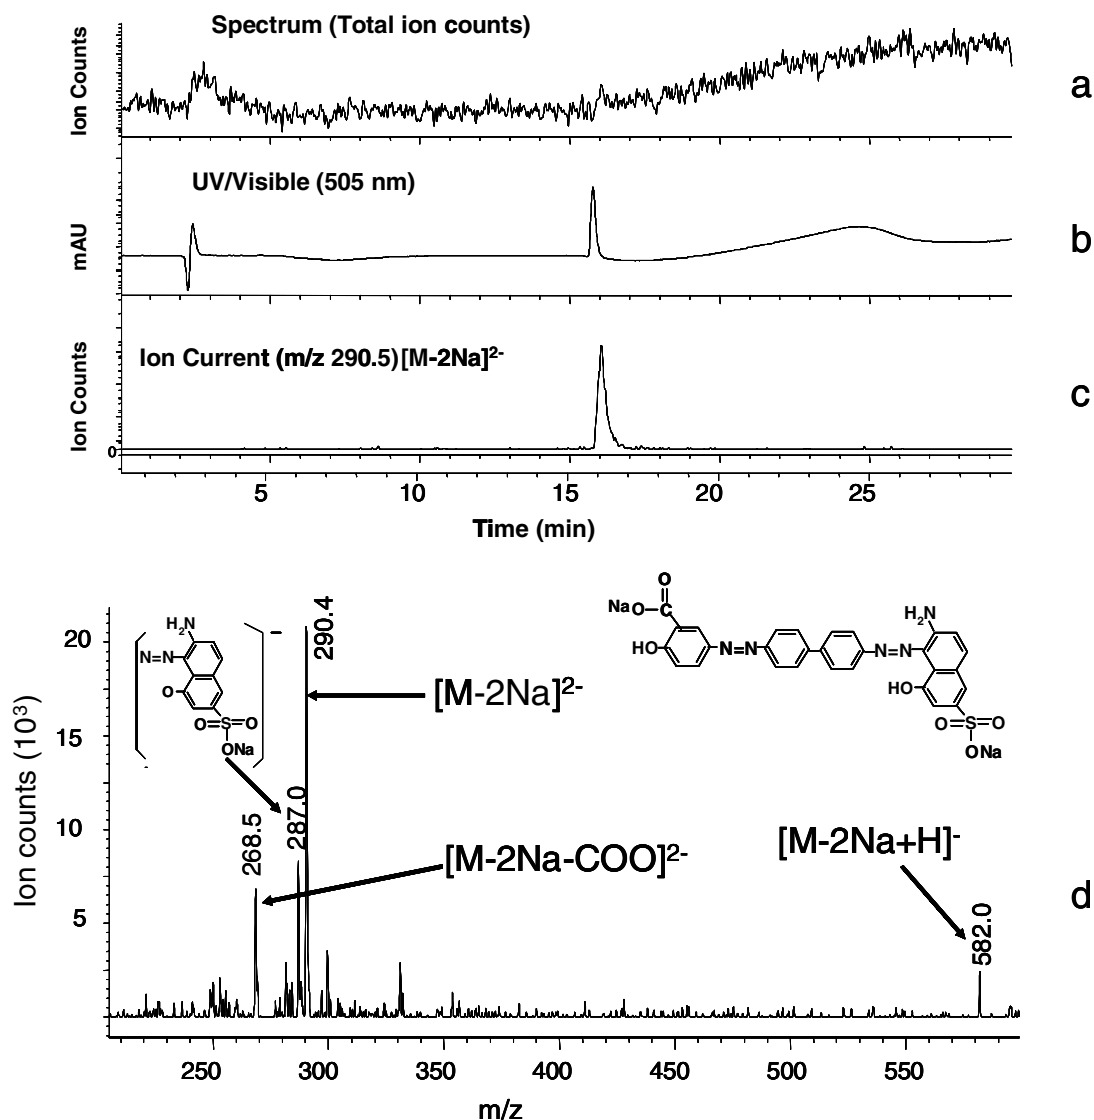 Spectrum (Total ion counts)
Ion Counts
a
UV/Visible (505 nm)
mAU
b
Ion Current (m/z 290.5) [M-2Na]²⁻
Ion Counts
0
c
5 10 15 20 25
Time (min)
20
15
10
5
Ion counts (10³)
H₂N
N=N
O
O=S=O
ONa
−
290.4
[M-2Na]²⁻
287.0
268.5
[M-2Na-COO]²⁻
O
NaO C
HO
N=N
N=N
H₂N
HO
O=S=O
ONa
[M-2Na+H]⁻
582.0
d
250 300 350 400 450 500 550
m/z